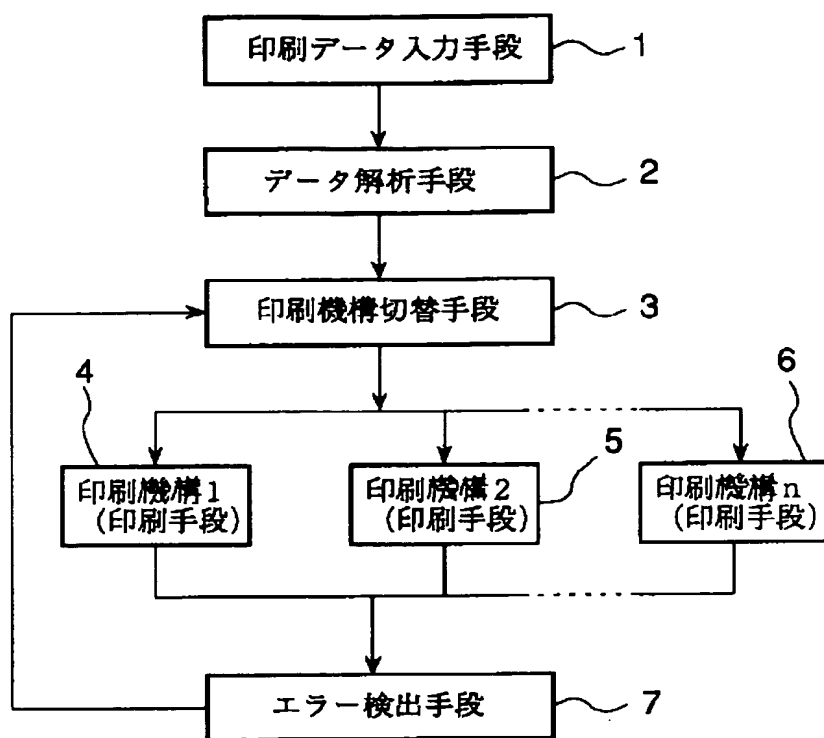 印刷データ入力手段
1
データ解析手段
2
印刷機構切替手段
3
4
5
6
印刷機構1
(印刷手段)
印刷機構2
(印刷手段)
印刷機構n
(印刷手段)
エラー検出手段
7